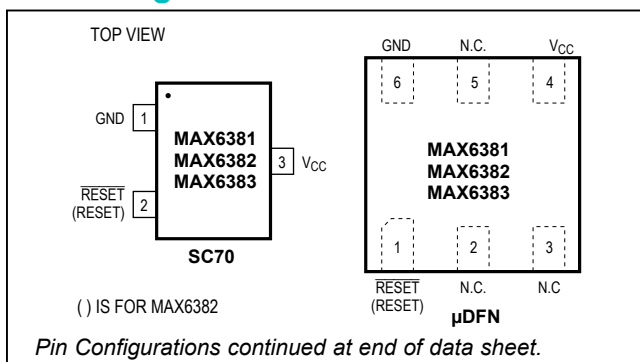 TOP VIEW
GND 1
RESET
(RESET) 2
MAX6381
MAX6382
MAX6383
3 VCC
SC70
( ) IS FOR MAX6382
GND N.C. VCC
6 5 4
MAX6381
MAX6382
MAX6383
1 2 3
RESET
(RESET) N.C. N.C
µDFN
Pin Configurations continued at end of data sheet.